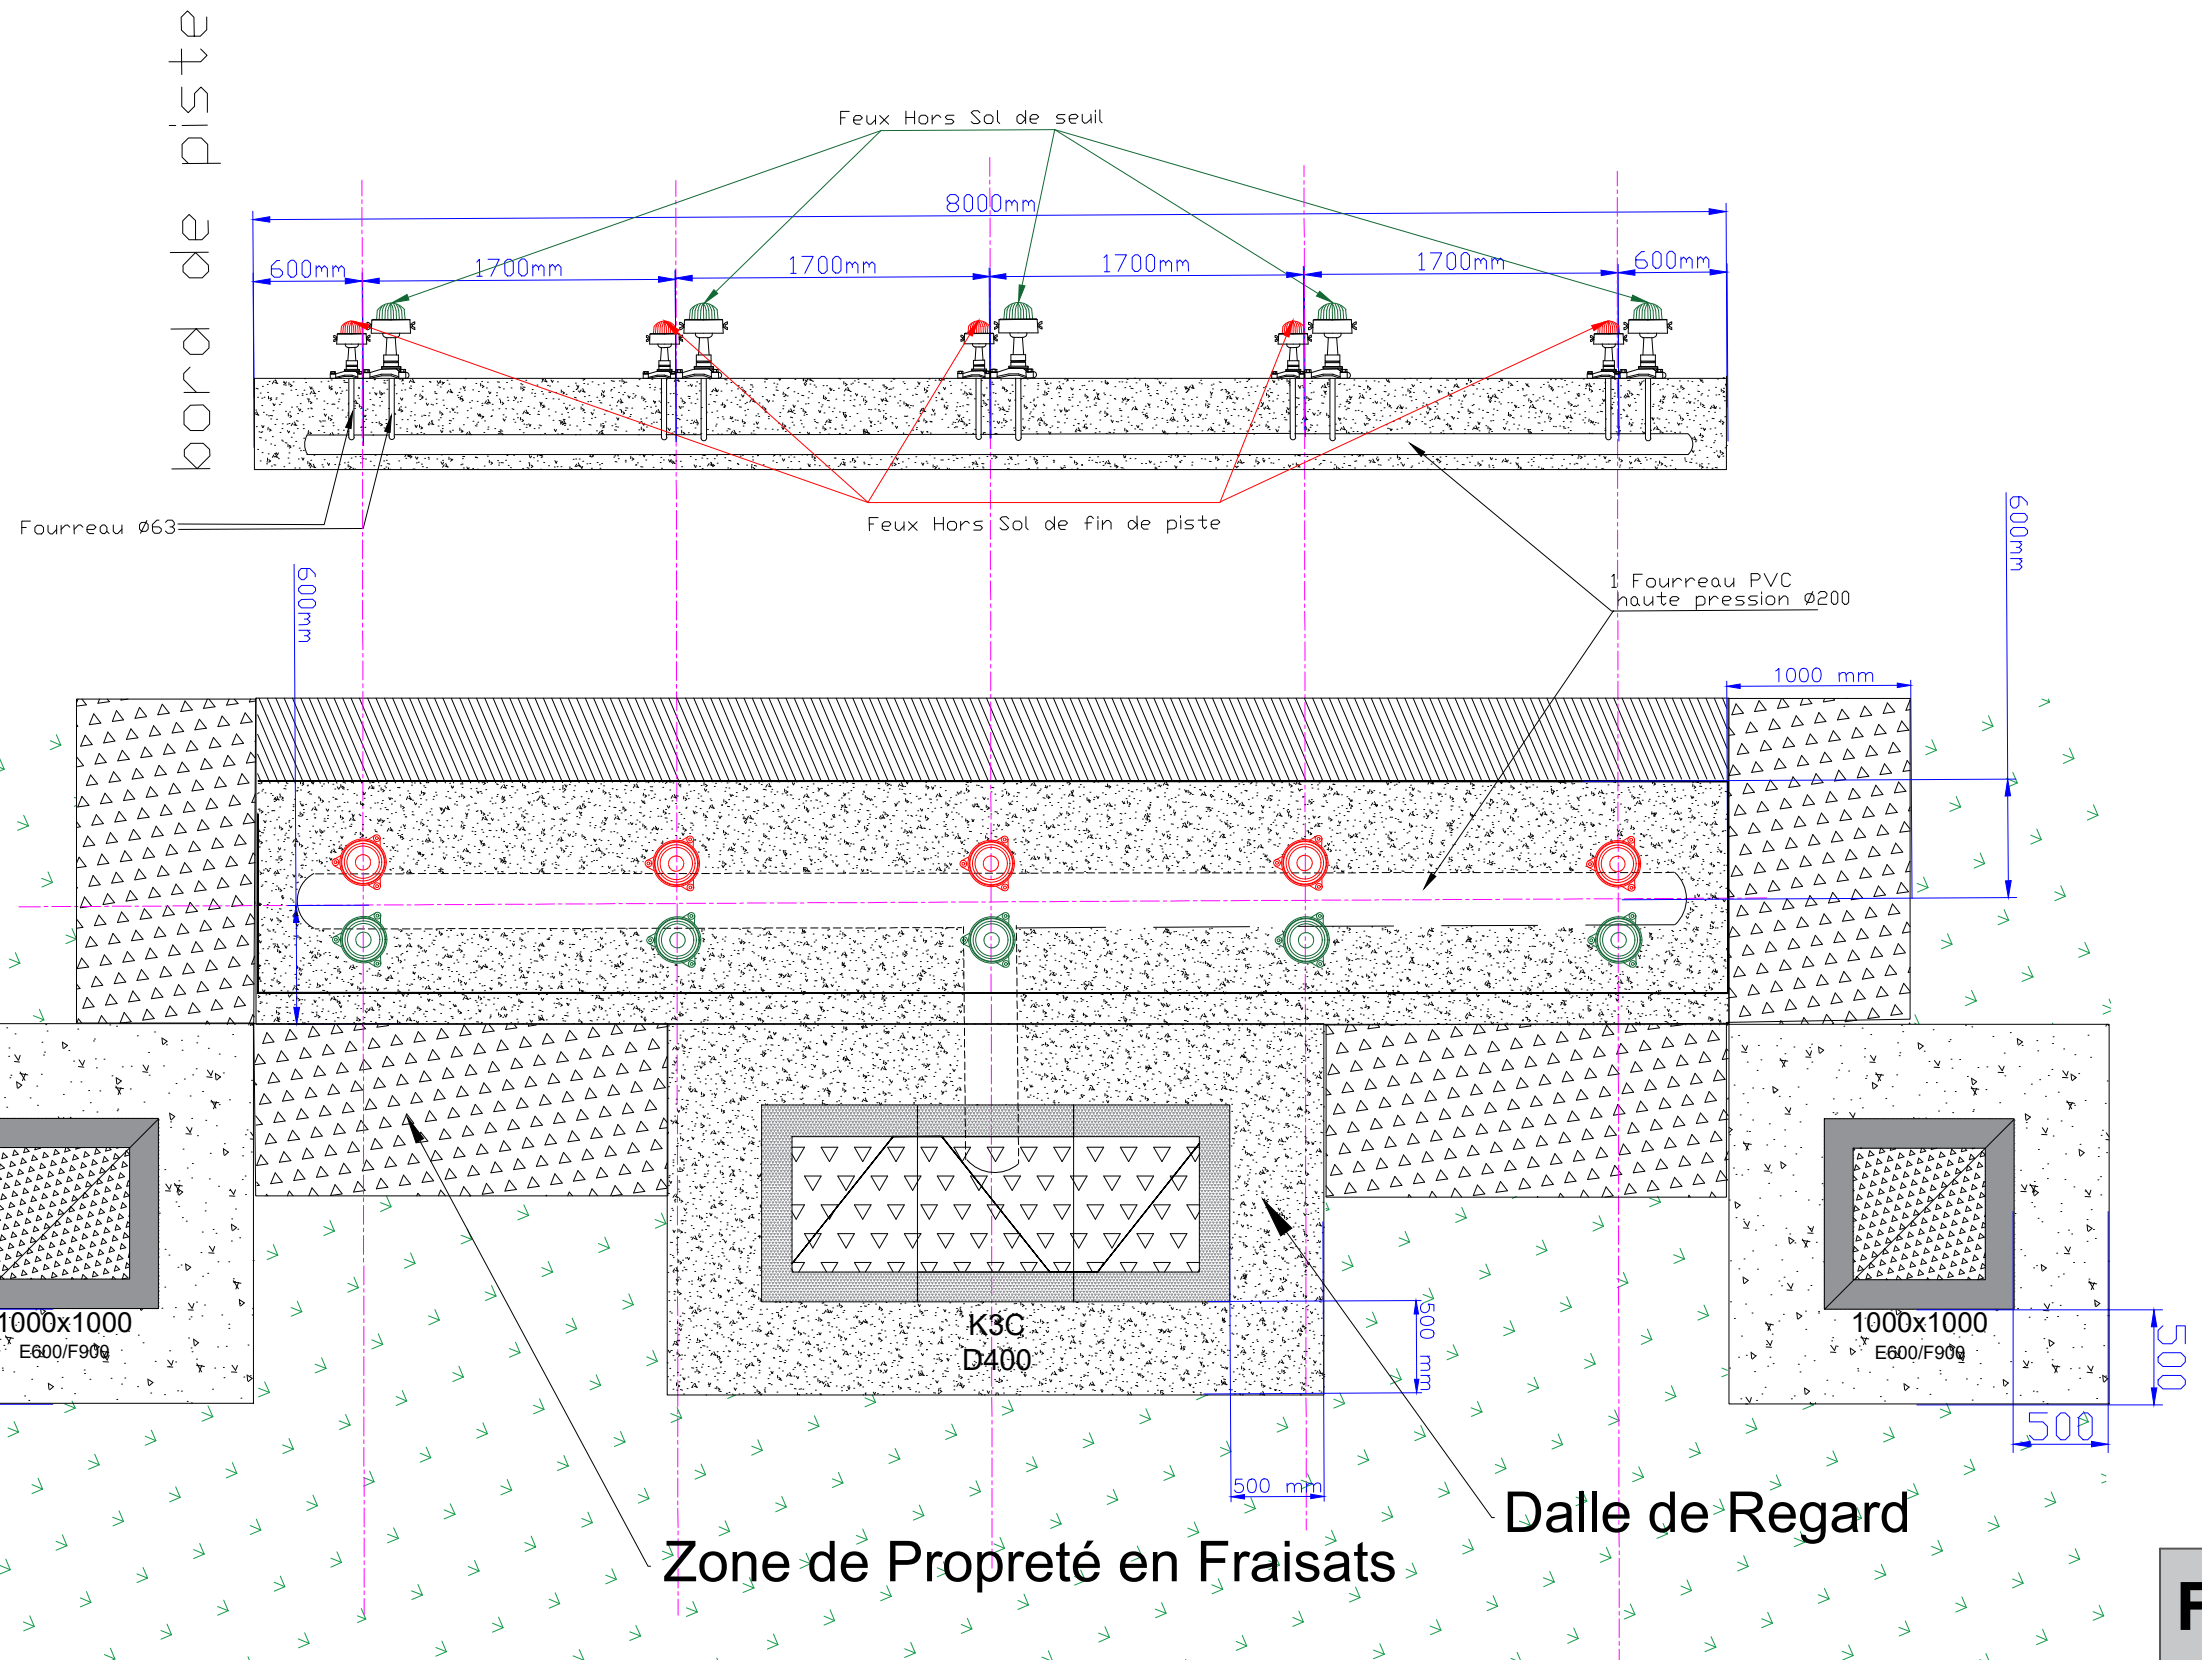 bord de piste
Feux Hors Sol de seuil
8000mm
600mm
1700mm
1700mm
1700mm
1700mm
600mm
Fourreau Ø63
Feux Hors Sol de fin de piste
600mm
600mm
1 Fourreau PVC
haute pression Ø200
1000 mm
1000x1000
E600/F900
K3C
D400
500 mm
500 mm
1000x1000
E600/F900
500
500
Dalle de Regard
Zone de Propreté en Fraisats
F